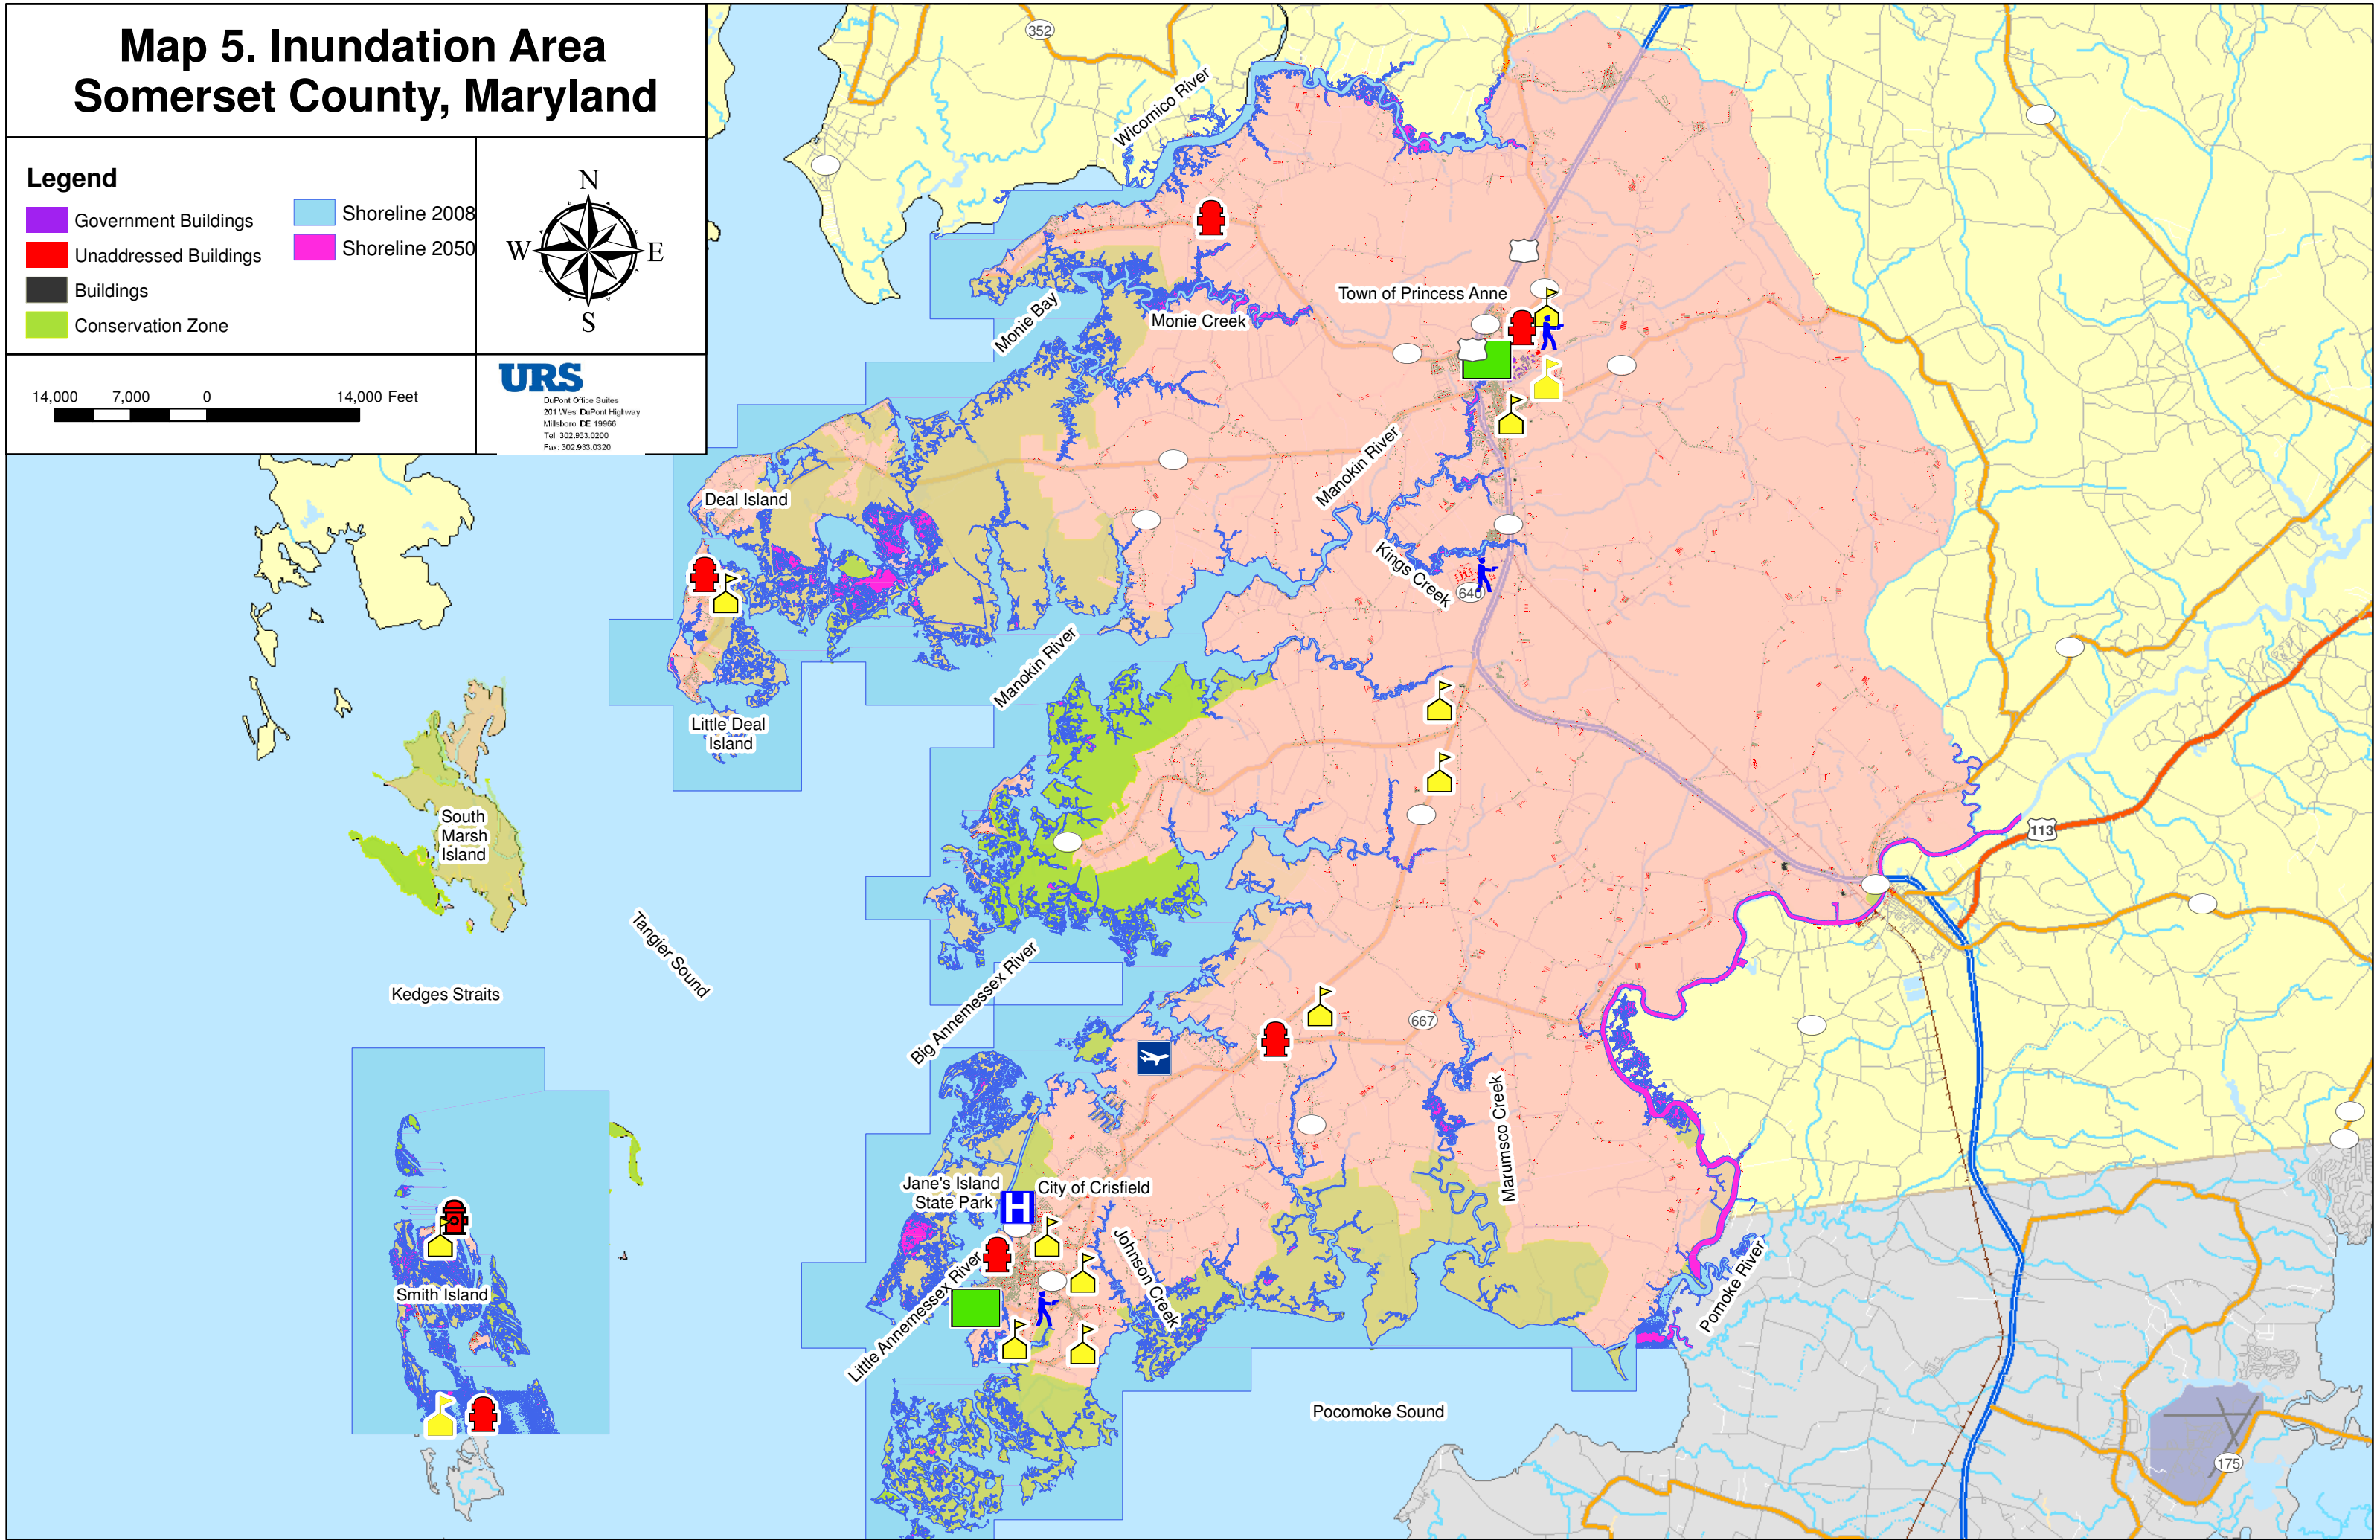 Map 5. Inundation Area
Somerset County, Maryland
Legend
Government Buildings
Unaddressed Buildings
Buildings
Conservation Zone
Shoreline 2008
Shoreline 2050
N
W
E
S
14,000
7,000
0
14,000 Feet
URS
DuPont Office Suites
201 West DuPont Highway
Millsboro, DE 19966
Tel: 302.933.0200
Fax: 302.933.0320
352
Wicomico River
Monie Bay
Monie Creek
Town of Princess Anne
Manokin River
Deal Island
Kings Creek
640
Manokin River
Little Deal
Island
South
Marsh
Island
113
Tangier Sound
Kedges Straits
Big Annemessex River
667
Marumsco Creek
Jane's Island
State Park
H
City of Crisfield
Johnson Creek
Little Annemessex River
Smith Island
Pomoke River
Pocomoke Sound
175